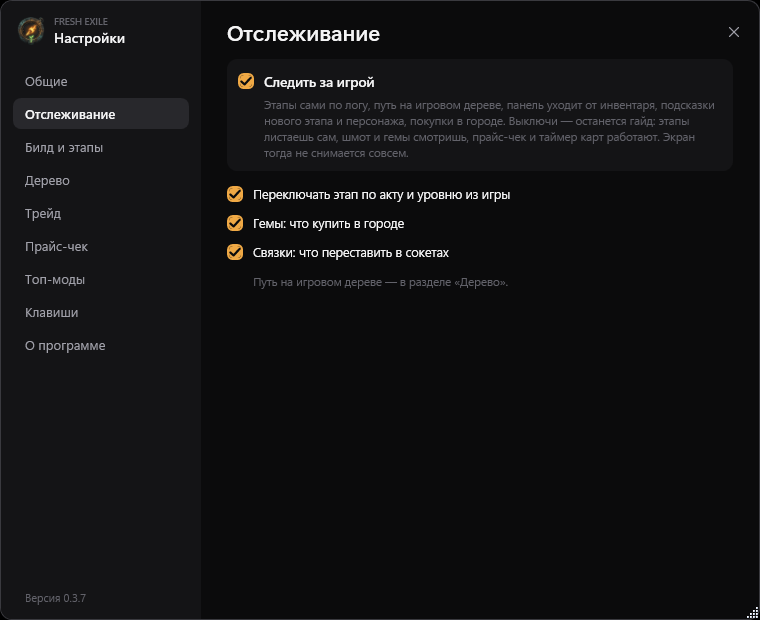 FRESH EXILE
Настройки
Общие
Отслеживание
Билд и этапы
Дерево
Трейд
Прайс-чек
Топ-моды
Клавиши
О программе
Версия 0.3.7
Отслеживание
Следить за игрой
Этапы сами по логу, путь на игровом дереве, панель уходит от инвентаря, подсказки
нового этапа и персонажа, покупки в городе. Выключи — останется гайд: этапы
листаешь сам, шмот и гемы смотришь, прайс-чек и таймер карт работают. Экран
тогда не снимается совсем.
Переключать этап по акту и уровню из игры
Гемы: что купить в городе
Связки: что переставить в сокетах
Путь на игровом дереве — в разделе «Дерево».